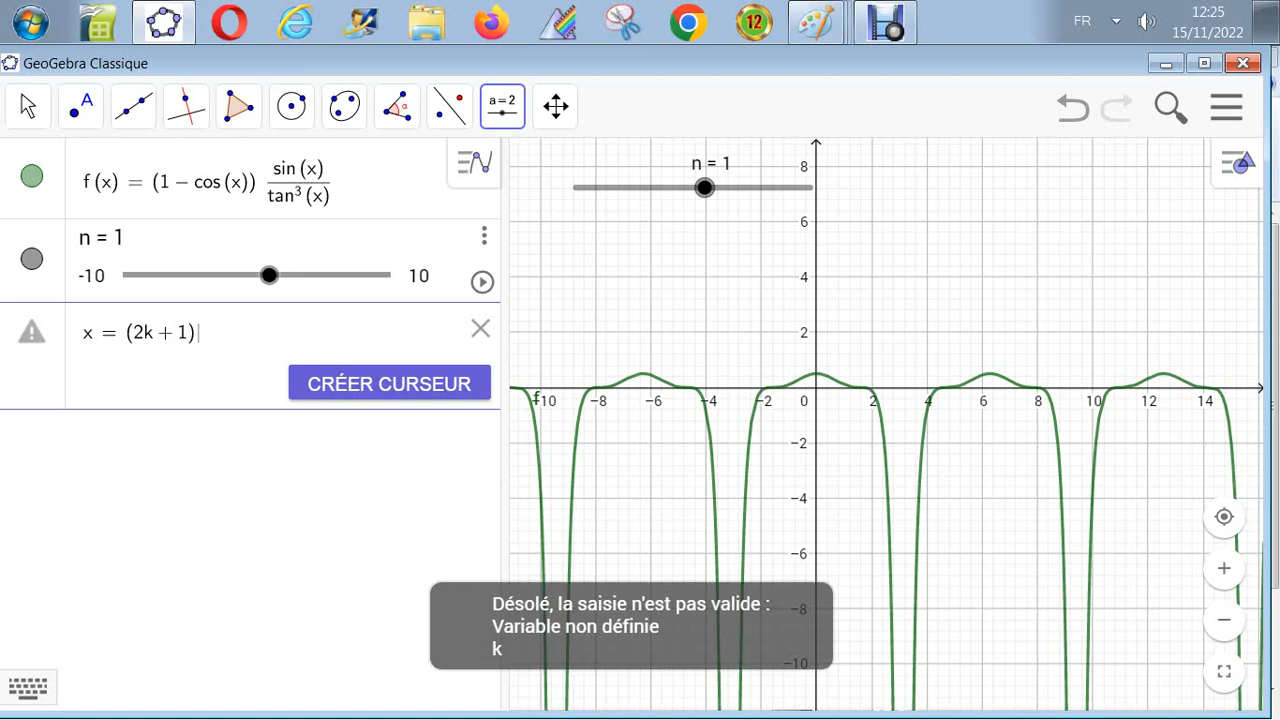 12
FR
12:25
15/11/2022
GeoGebra Classique
A
α
a = 2
f (x) = (1 − cos (x)) sin (x) / tan³ (x)
n = 1
-10
10
x = (2k + 1)
CRÉER CURSEUR
n = 1
8
6
4
2
f
−10 −8 −6 −4 −2 0 2 4 6 8 10 12 14
−2
−4
−6
−8
−10
Désolé, la saisie n'est pas valide :
Variable non définie
k